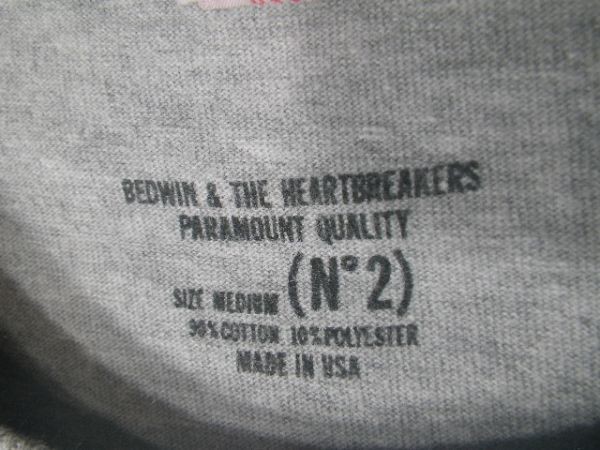 BEDWIN & THE HEARTBREAKERS
PARAMOUNT QUALITY
SIZE MEDIUM (N°2)
90% COTTON 10% POLYESTER
MADE IN USA